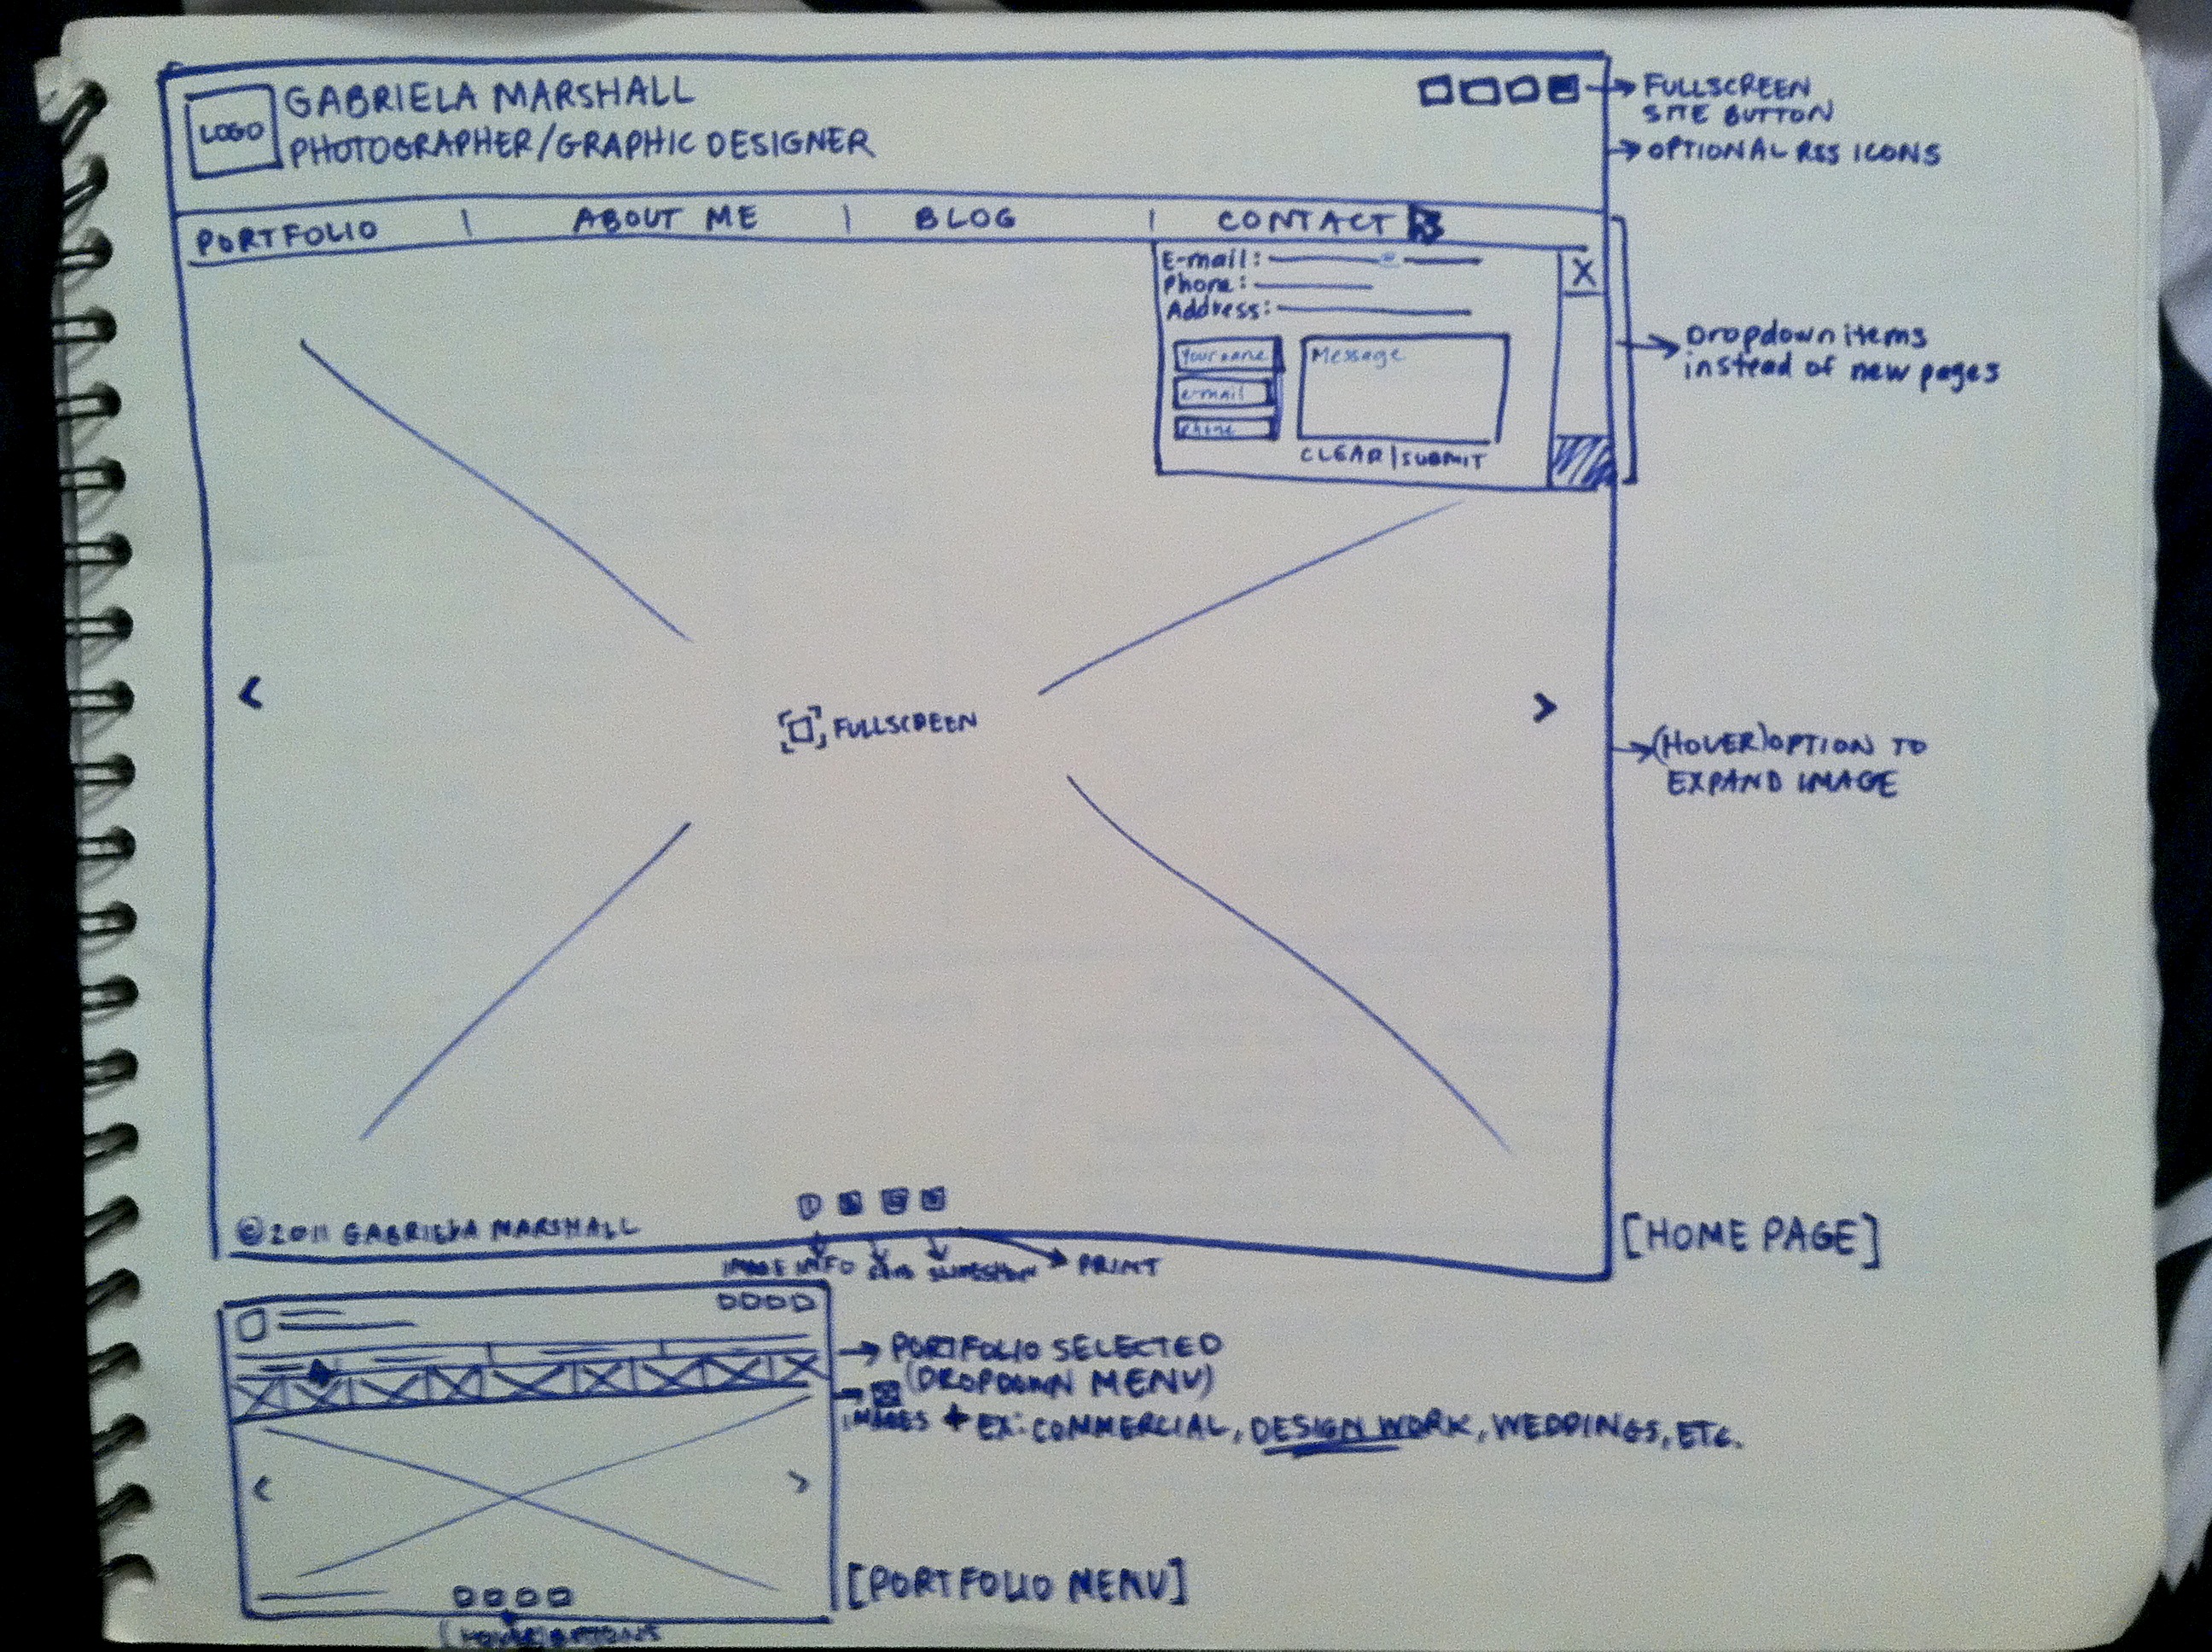 LOGO
GABRIELA MARSHALL
PHOTOGRAPHER/GRAPHIC DESIGNER
FULLSCREEN
SITE BUTTON
OPTIONAL RSS ICONS
PORTFOLIO | ABOUT ME | BLOG | CONTACT
E-mail:
Phone:
Address:
X
Your name
e-mail
phone
Message
CLEAR|SUBMIT
Dropdown items
instead of new pages
<
FULLSCREEN
>
(HOVER) OPTION TO
EXPAND IMAGE
©2011 GABRIELA MARSHALL
IMAGE INFO
SLIDESHOW
PRINT
[HOME PAGE]
PORTFOLIO SELECTED
(DROPDOWN MENU)
IMAGES
EX: COMMERCIAL, DESIGN WORK, WEDDINGS, ETC.
<
>
[PORTFOLIO MENU]
(HOVER) OPTIONS